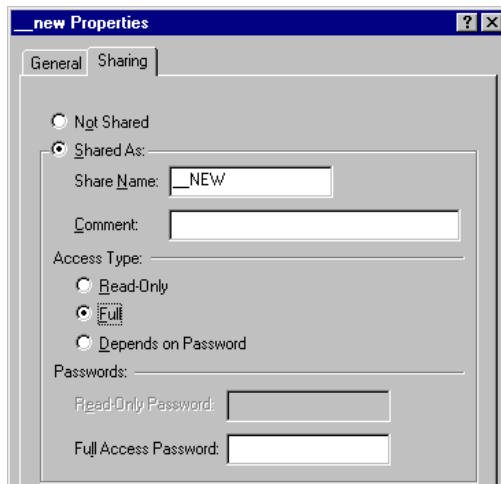 __new Properties
General Sharing
Not Shared
Shared As:
Share Name: __NEW
Comment:
Access Type:
Read-Only
Full
Depends on Password
Passwords:
Read-Only Password:
Full Access Password: